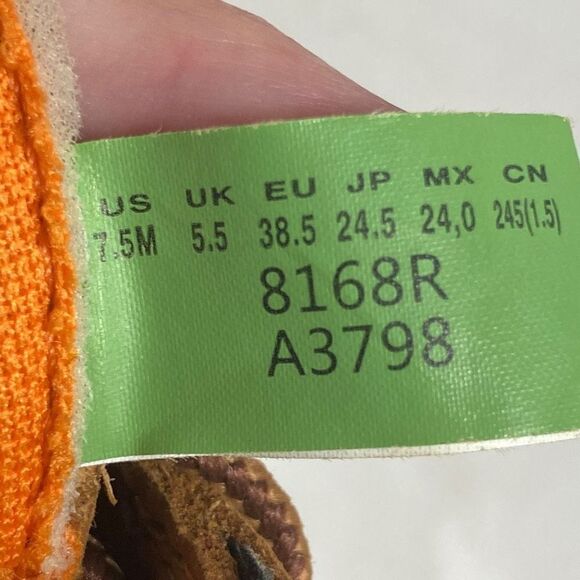 US UK EU JP MX CN
7.5M 5.5 38.5 24.5 24,0 245(1.5)
8168R
A3798